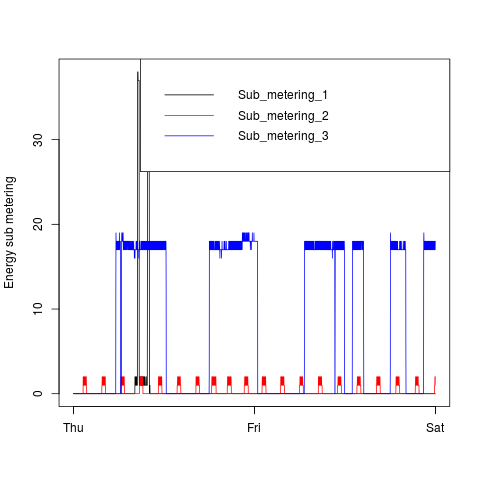 Sub_metering_1
Sub_metering_2
Sub_metering_3
Energy sub metering
30
20
10
0
Thu Fri Sat